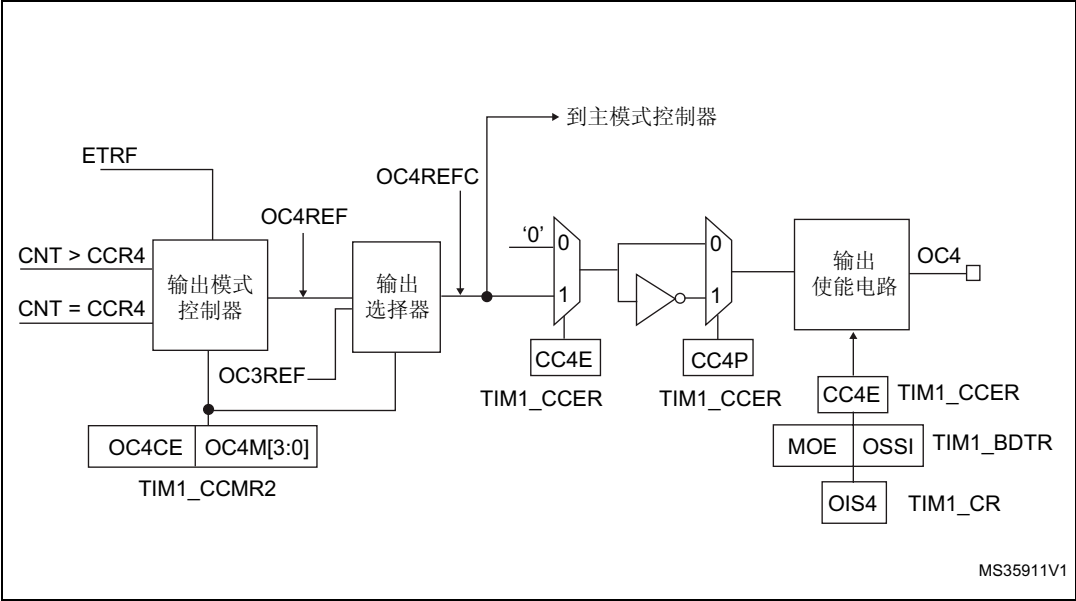 到主模式控制器
ETRF
OC4REFC
OC4REF
CNT > CCR4
CNT = CCR4
输出模式
控制器
输出
选择器
OC3REF
‘0’
0
1
0
1
输出
使能电路
OC4
CC4E
TIM1_CCER
CC4P
TIM1_CCER
CC4E
TIM1_CCER
OC4CE
OC4M[3:0]
TIM1_CCMR2
MOE
OSSI
TIM1_BDTR
OIS4
TIM1_CR
MS35911V1